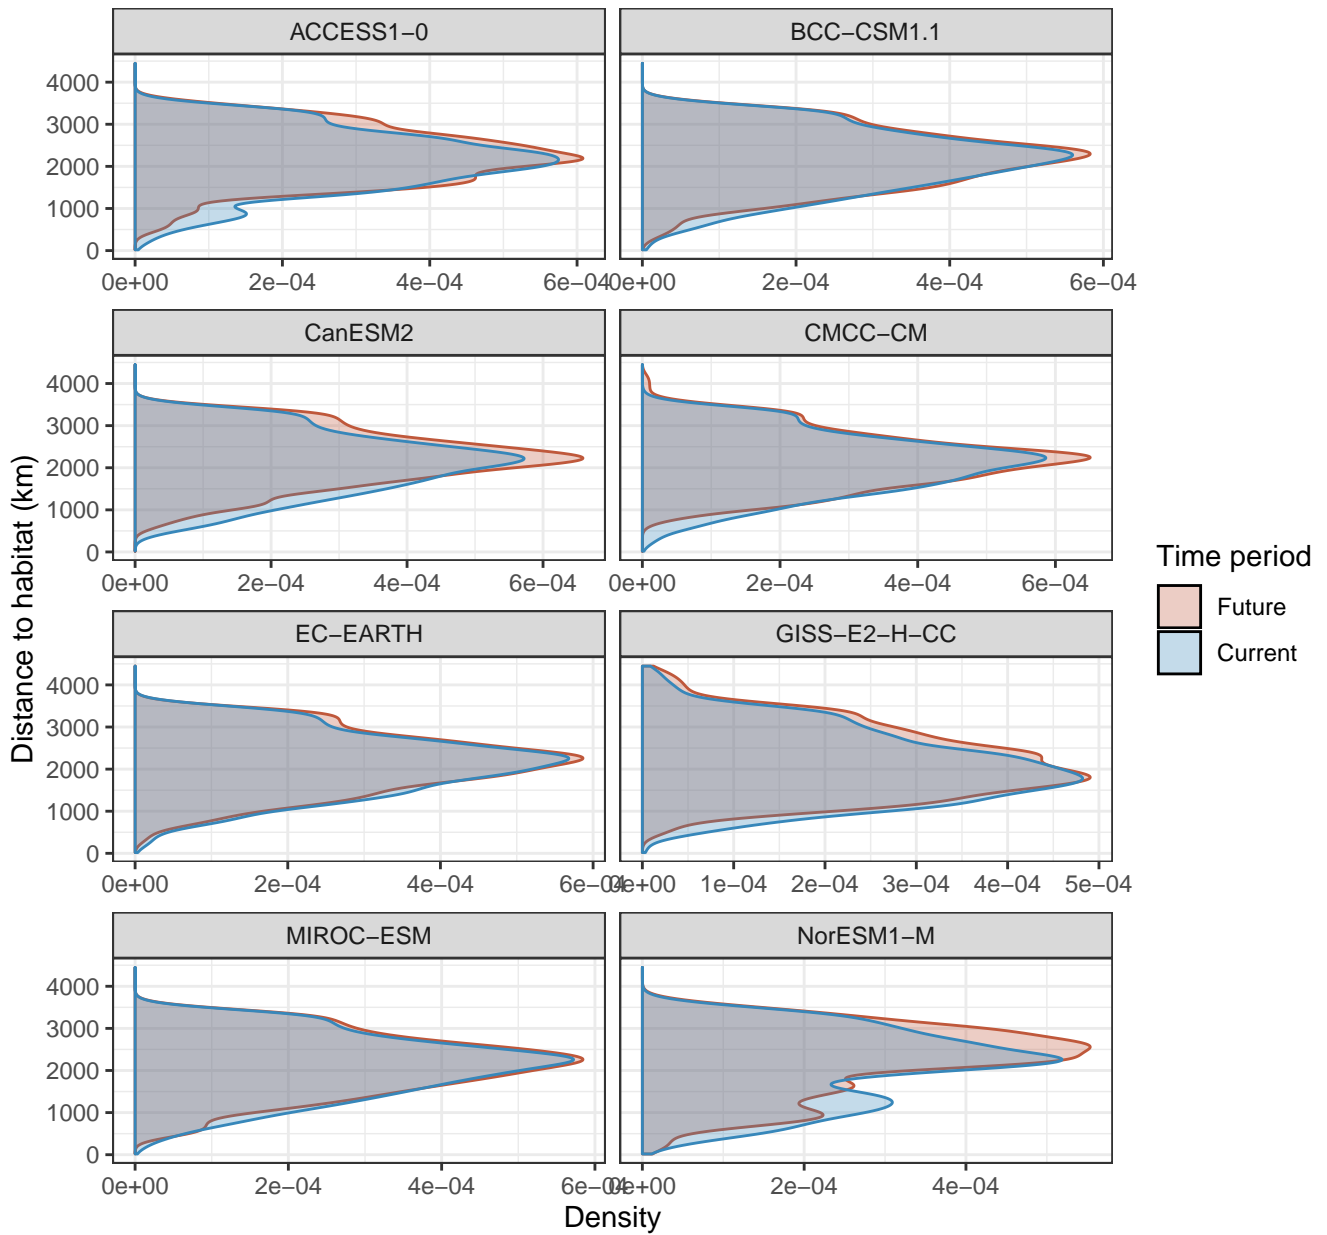 ACCESS1−0
BCC−CSM1.1
4000
3000
2000
1000
0
0e+00 2e−04 4e−04 6e−04
0e+00 2e−04 4e−04 6e−04
CanESM2
CMCC−CM
4000
3000
2000
1000
0
0e+00 2e−04 4e−04 6e−04
0e+00 2e−04 4e−04 6e−04
EC−EARTH
GISS−E2−H−CC
4000
3000
2000
1000
0
0e+00 2e−04 4e−04 6e−04
0e+00 1e−04 2e−04 3e−04 4e−04 5e−04
MIROC−ESM
NorESM1−M
4000
3000
2000
1000
0
0e+00 2e−04 4e−04 6e−04
0e+00 2e−04 4e−04
Distance to habitat (km)
Density
Time period
Future
Current